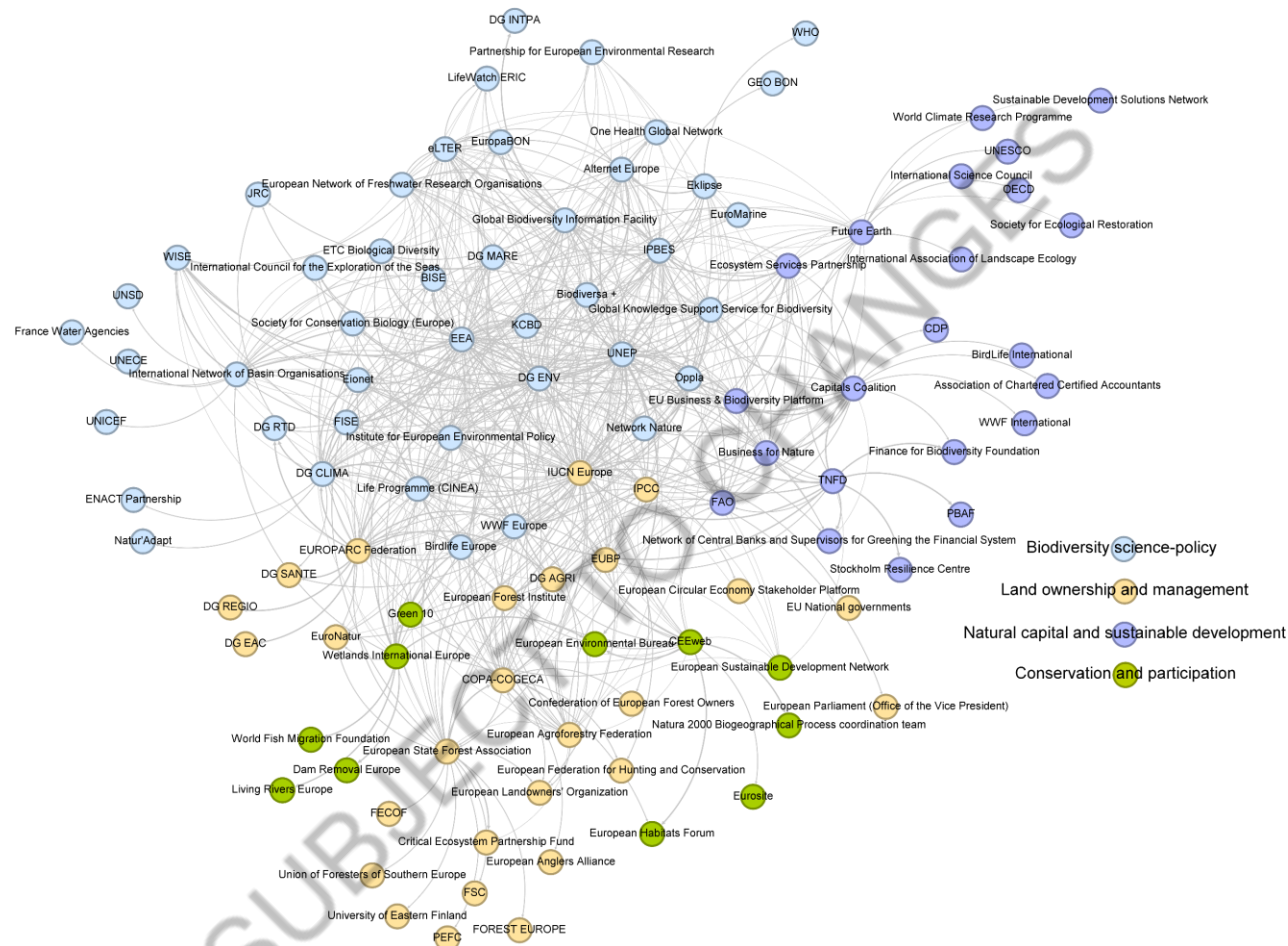 DG INTPA
WHO
Partnership for European Environmental Research
LifeWatch ERIC
GEO BON
Sustainable Development Solutions Network
World Climate Research Programme
One Health Global Network
EuropaBON
eLTER
UNESCO
Alternet Europe
International Science Council
European Network of Freshwater Research Organisations
Eklipse
OECD
JRC
EuroMarine
Global Biodiversity Information Facility
Society for Ecological Restoration
Future Earth
ETC Biological Diversity
IPBES
DG MARE
WISE
International Association of Landscape Ecology
Ecosystem Services Partnership
International Council for the Exploration of the Seas
BISE
UNSD
Biodiversa +
Global Knowledge Support Service for Biodiversity
Society for Conservation Biology (Europe)
KCBD
CDP
France Water Agencies
EEA
UNEP
BirdLife International
UNECE
International Network of Basin Organisations
Eionet
DG ENV
Oppla
Capitals Coalition
Association of Chartered Certified Accountants
EU Business & Biodiversity Platform
UNICEF
FISE
WWF International
DG RTD
Network Nature
Institute for European Environmental Policy
Business for Nature
Finance for Biodiversity Foundation
DG CLIMA
IUCN Europe
TNFD
Life Programme (CINEA)
IPCC
ENACT Partnership
FAO
PBAF
WWF Europe
Natur'Adapt
Network of Central Banks and Supervisors for Greening the Financial System
Birdlife Europe
EUROPARC Federation
Biodiversity science-policy
EUBP
Stockholm Resilience Centre
DG SANTE
DG AGRI
European Circular Economy Stakeholder Platform
Land ownership and management
European Forest Institute
DG REGIO
EU National governments
Green 10
Natural capital and sustainable development
EuroNatur
DG EAC
European Environmental Bureau
CEEweb
Wetlands International Europe
European Sustainable Development Network
Conservation and participation
COPA-COGECA
Confederation of European Forest Owners
European Parliament (Office of the Vice President)
Natura 2000 Biogeographical Process coordination team
European Agroforestry Federation
World Fish Migration Foundation
European State Forest Association
Dam Removal Europe
European Federation for Hunting and Conservation
Living Rivers Europe
European Landowners' Organization
Eurosite
FECOF
European Habitats Forum
Critical Ecosystem Partnership Fund
European Anglers Alliance
Union of Foresters of Southern Europe
FSC
University of Eastern Finland
FOREST EUROPE
PEFC
SUBJECT TO CHANGES